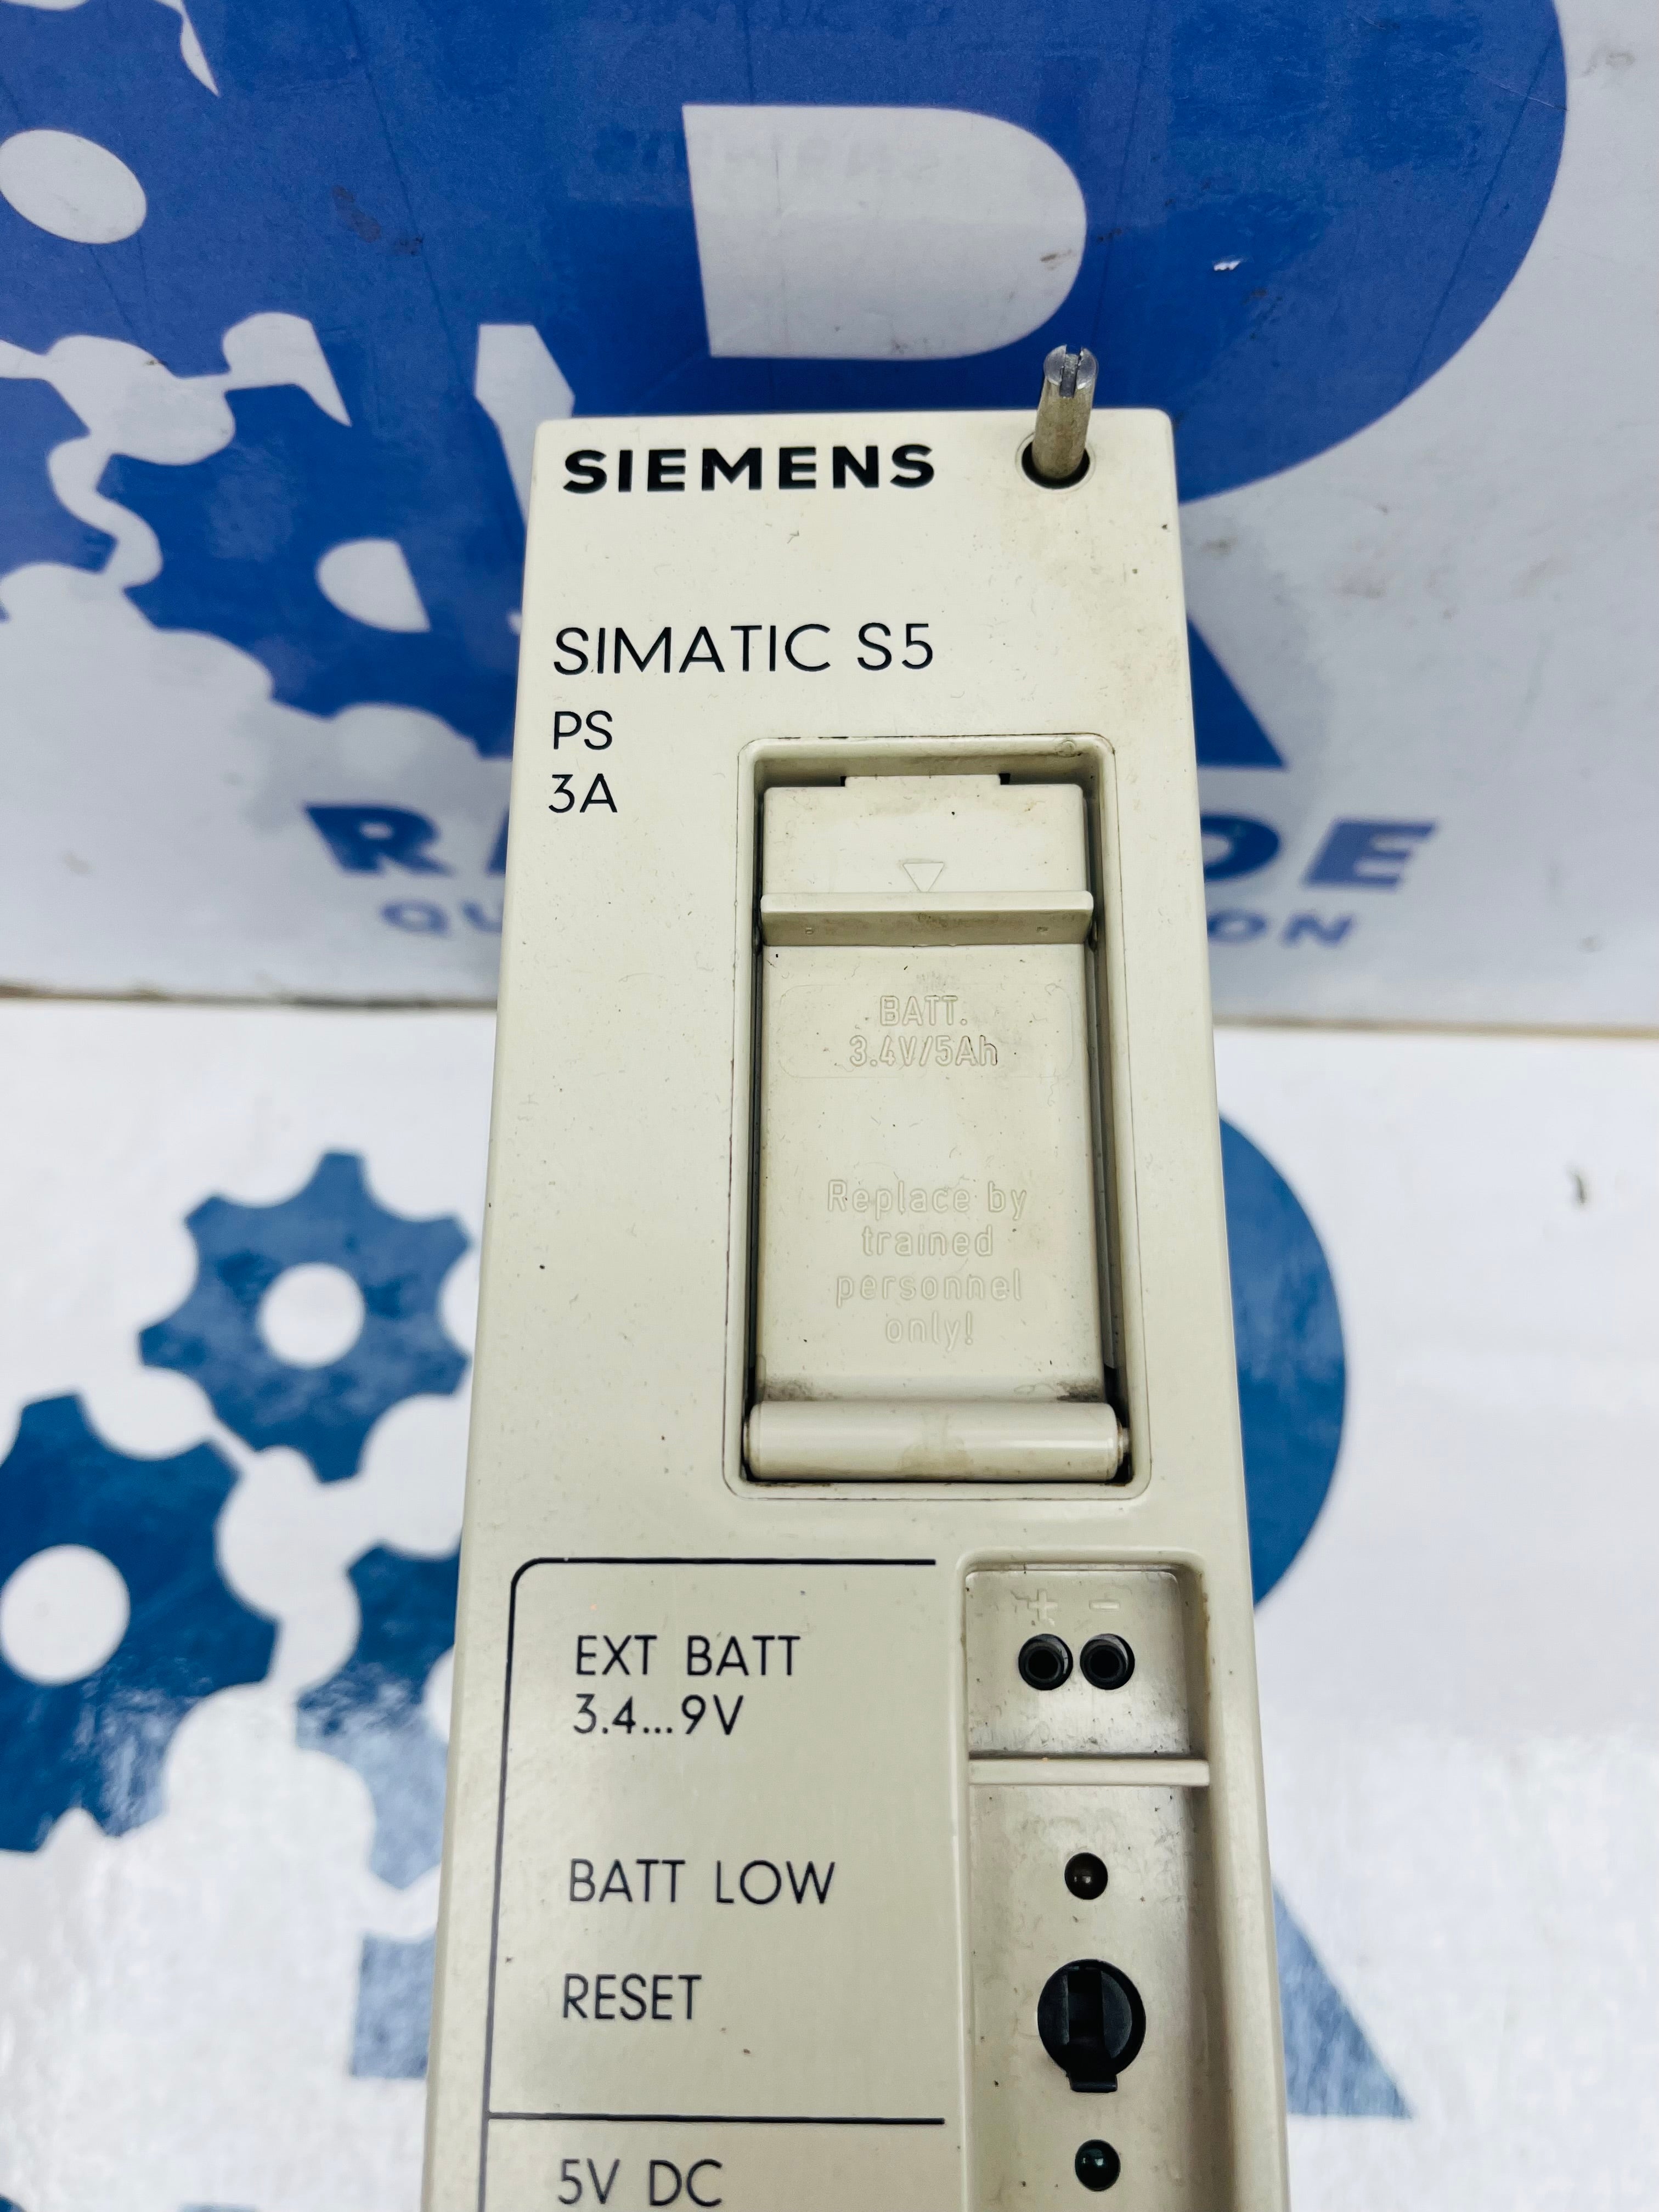 SIEMENS
SIMATIC S5
PS
3A
BATT.
3.4V/5Ah
Replace by
trained
personnel
only!
+ -
EXT BATT
3.4...9V
BATT LOW
RESET
5V DC